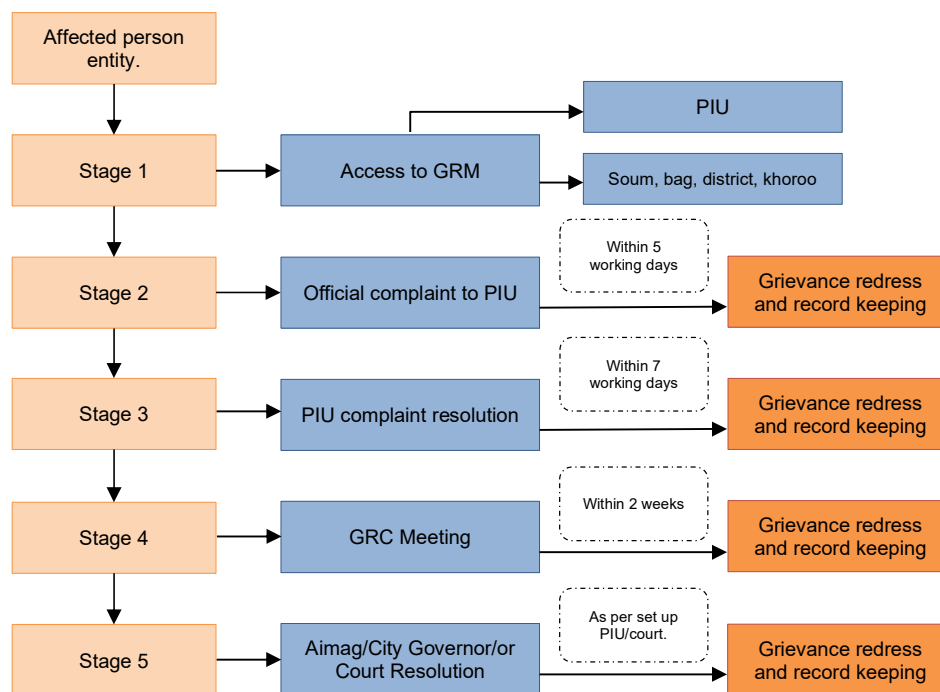 Affected person
entity.
PIU
Stage 1
Access to GRM
Soum, bag, district, khoroo
Within 5
working days
Stage 2
Official complaint to PIU
Grievance redress
and record keeping
Within 7
working days
Stage 3
PIU complaint resolution
Grievance redress
and record keeping
Within 2 weeks
Stage 4
GRC Meeting
Grievance redress
and record keeping
As per set up
PIU/court.
Stage 5
Aimag/City Governor/or
Court Resolution
Grievance redress
and record keeping